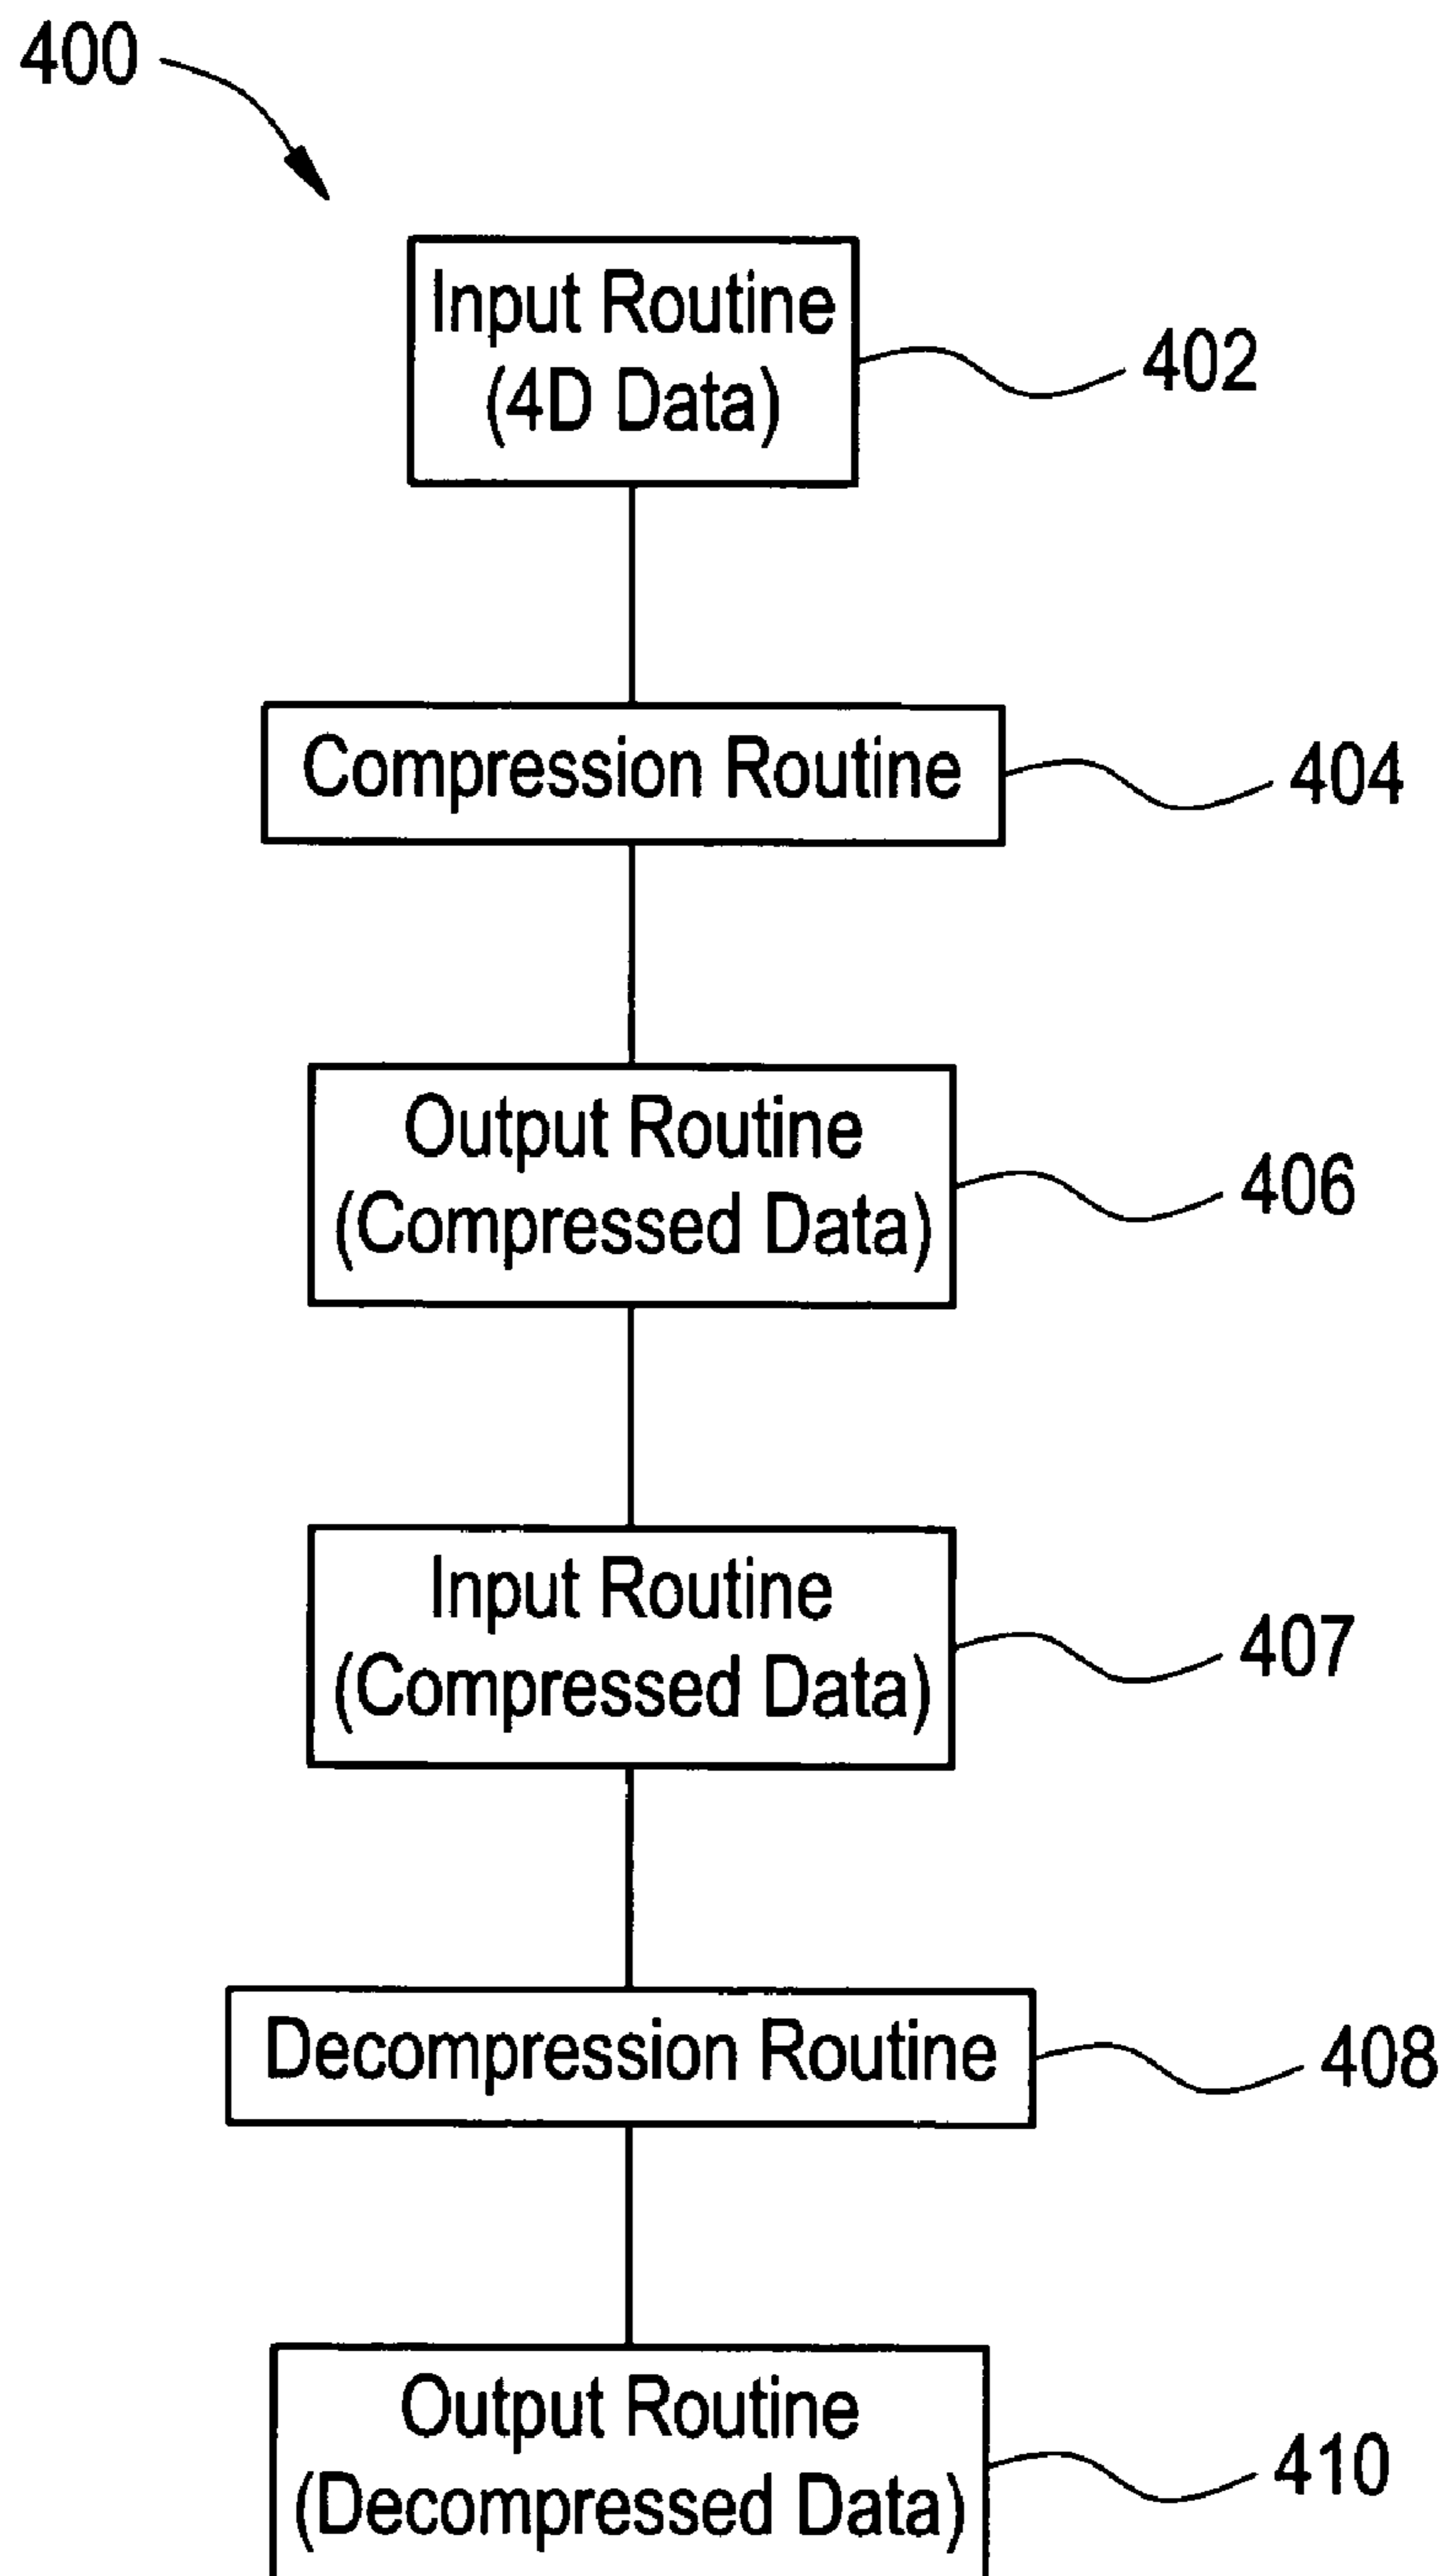 400
Input Routine
(4D Data)
402
Compression Routine
404
Output Routine
(Compressed Data)
406
Input Routine
(Compressed Data)
407
Decompression Routine
408
Output Routine
(Decompressed Data)
410